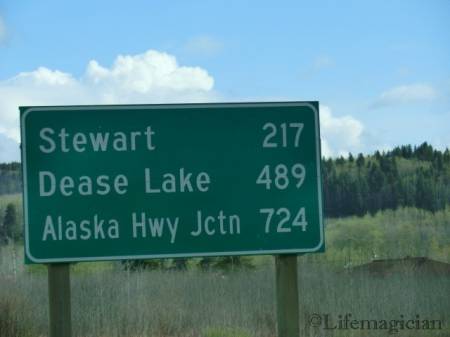 Stewart 217
Dease Lake 489
Alaska Hwy Jctn 724
©Lifemagician